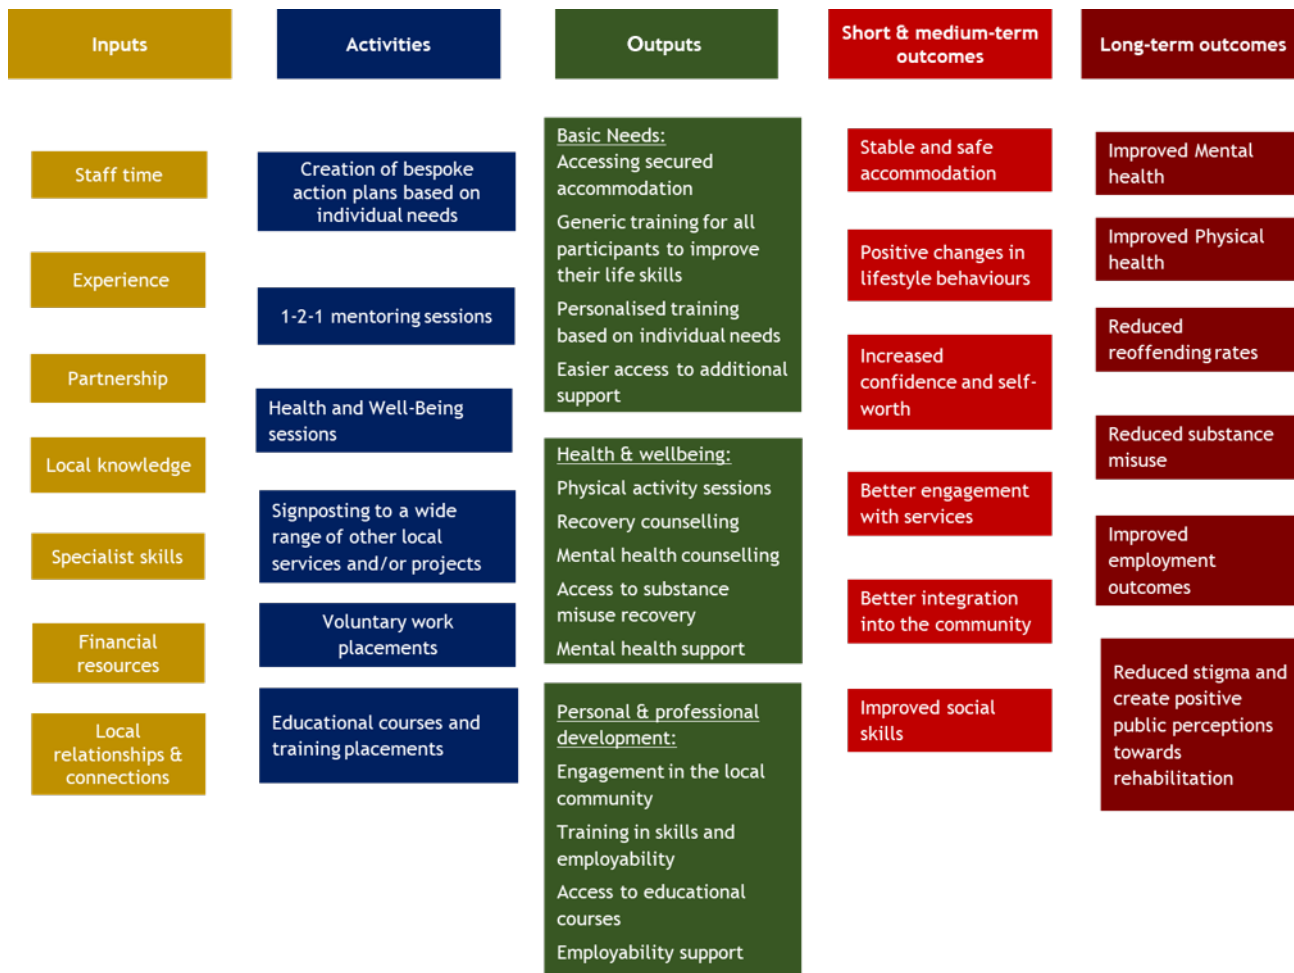 Inputs
Activities
Outputs
Short & medium-term
outcomes
Long-term outcomes
Staff time
Experience
Partnership
Local knowledge
Specialist skills
Financial
resources
Local
relationships &
connections
Creation of bespoke
action plans based on
individual needs
1-2-1 mentoring sessions
Health and Well-Being
sessions
Signposting to a wide
range of other local
services and/or projects
Voluntary work
placements
Educational courses and
training placements
Basic Needs:
Accessing secured
accommodation
Generic training for all
participants to improve
their life skills
Personalised training
based on individual needs
Easier access to additional
support
Health & wellbeing:
Physical activity sessions
Recovery counselling
Mental health counselling
Access to substance
misuse recovery
Mental health support
Personal & professional
development:
Engagement in the local
community
Training in skills and
employability
Access to educational
courses
Employability support
Stable and safe
accommodation
Positive changes in
lifestyle behaviours
Increased
confidence and self-
worth
Better engagement
with services
Better integration
into the community
Improved social
skills
Improved Mental
health
Improved Physical
health
Reduced
reoffending rates
Reduced substance
misuse
Improved
employment
outcomes
Reduced stigma and
create positive
public perceptions
towards
rehabilitation